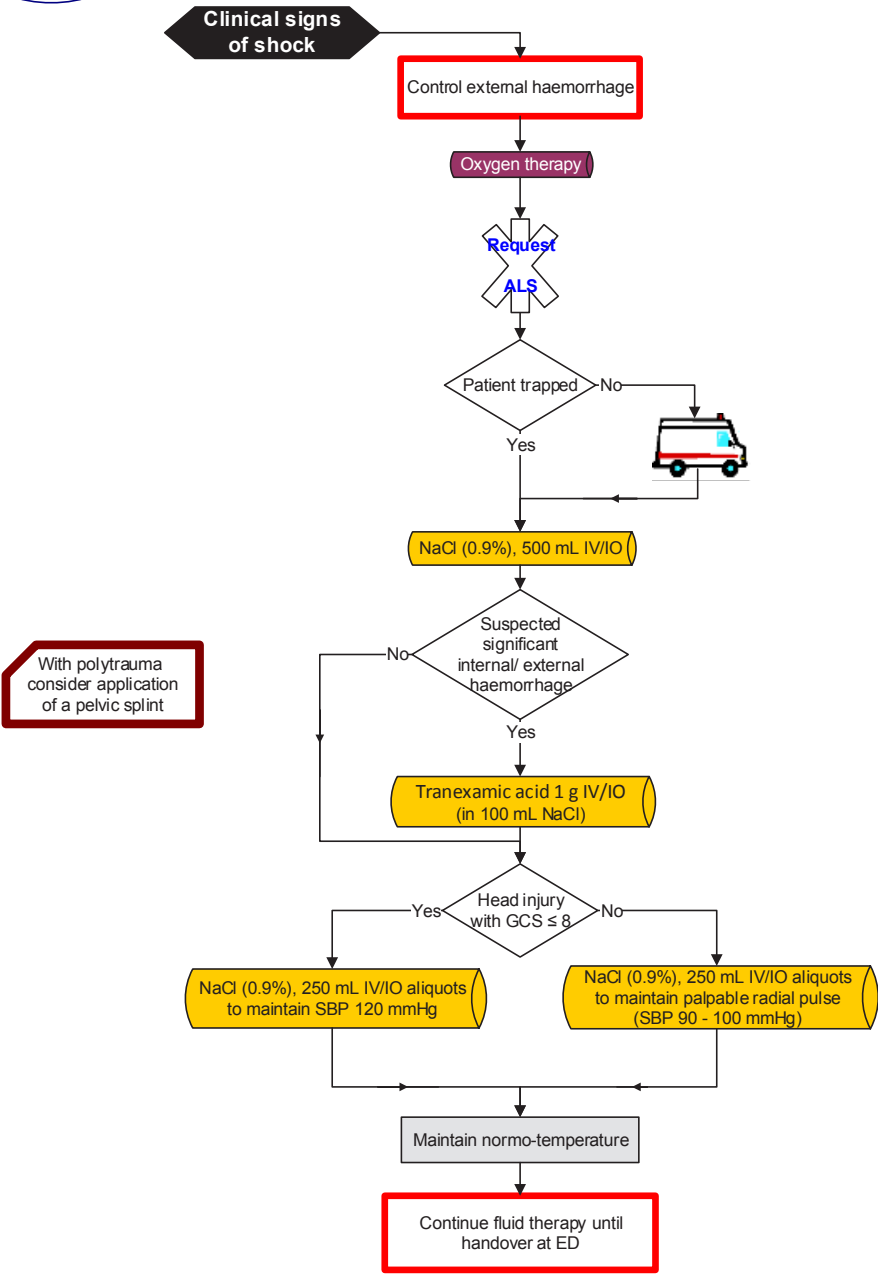 Clinical signs
of shock
Control external haemorrhage
Oxygen therapy
Request
ALS
Patient trapped
No
Yes
NaCl (0.9%), 500 mL IV/IO
Suspected
significant
internal/ external
haemorrhage
No
With polytrauma
consider application
of a pelvic splint
Yes
Tranexamic acid 1 g IV/IO
(in 100 mL NaCl)
Head injury
with GCS ≤ 8
Yes
No
NaCl (0.9%), 250 mL IV/IO aliquots
to maintain SBP 120 mmHg
NaCl (0.9%), 250 mL IV/IO aliquots
to maintain palpable radial pulse
(SBP 90 - 100 mmHg)
Maintain normo-temperature
Continue fluid therapy until
handover at ED